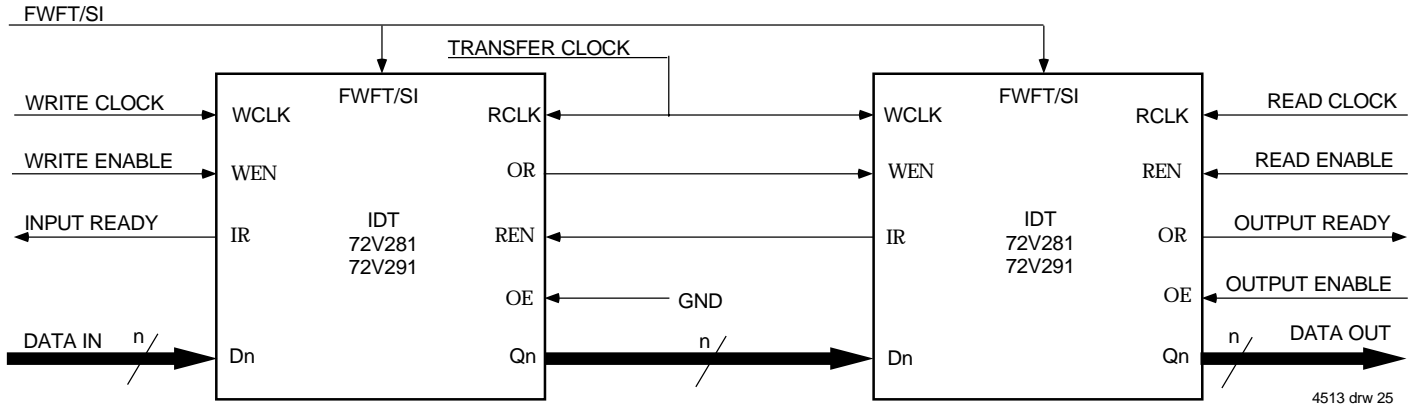 FWFT/SI
TRANSFER CLOCK
FWFT/SI
FWFT/SI
WRITE CLOCK
WCLK
RCLK
WCLK
RCLK
READ CLOCK
WRITE ENABLE
WEN
OR
WEN
REN
READ ENABLE
INPUT READY
IR
IDT
72V281
72V291
REN
IR
IDT
72V281
72V291
OR
OUTPUT READY
OE
GND
OE
OUTPUT ENABLE
DATA IN
n
Dn
Qn
n
Dn
Qn
n
DATA OUT
4513 drw 25